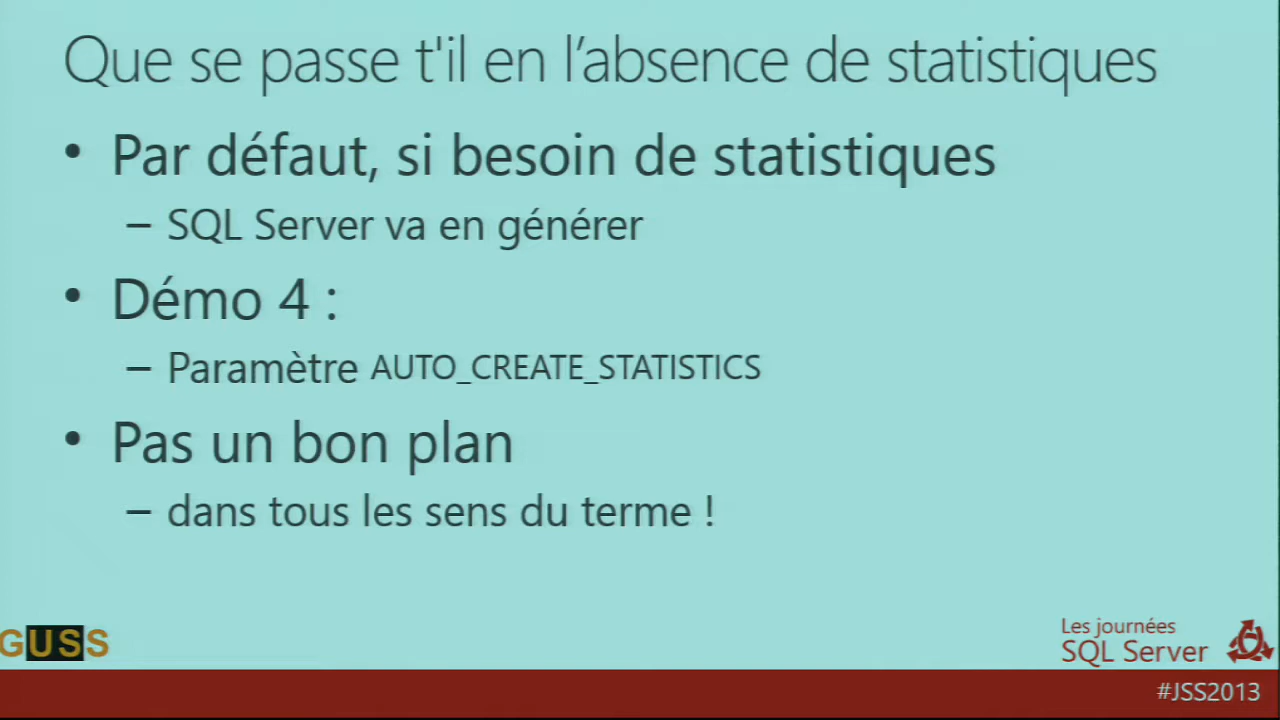 Que se passe t'il en l’absence de statistiques
• Par défaut, si besoin de statistiques
– SQL Server va en générer
• Démo 4 :
– Paramètre AUTO_CREATE_STATISTICS
• Pas un bon plan
– dans tous les sens du terme !
GUSS
Les journées
SQL Server
#JSS2013